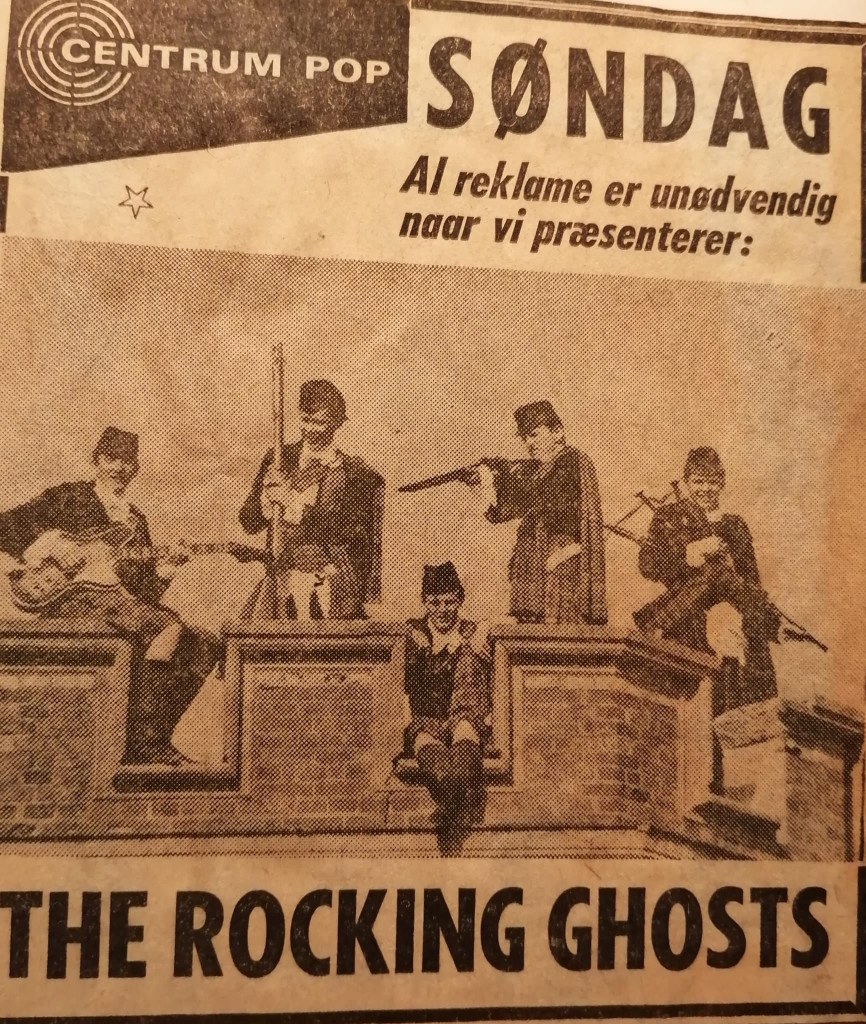 CENTRUM POP
SØNDAG
Al reklame er unødvendig
naar vi præsenterer:
THE ROCKING GHOSTS